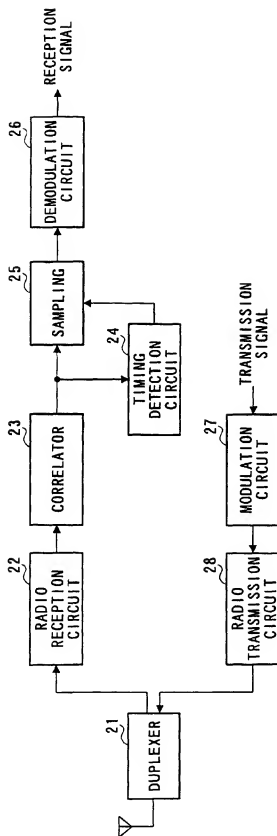 21
DUPLEXER
22
RADIO
RECEPTION
CIRCUIT
23
CORRELATOR
24
TIMING
DETECTION
CIRCUIT
25
SAMPLING
26
DEMODULATION
CIRCUIT
RECEPTION
SIGNAL
28
RADIO
TRANSMISSION
CIRCUIT
27
MODULATION
CIRCUIT
TRANSMISSION
SIGNAL